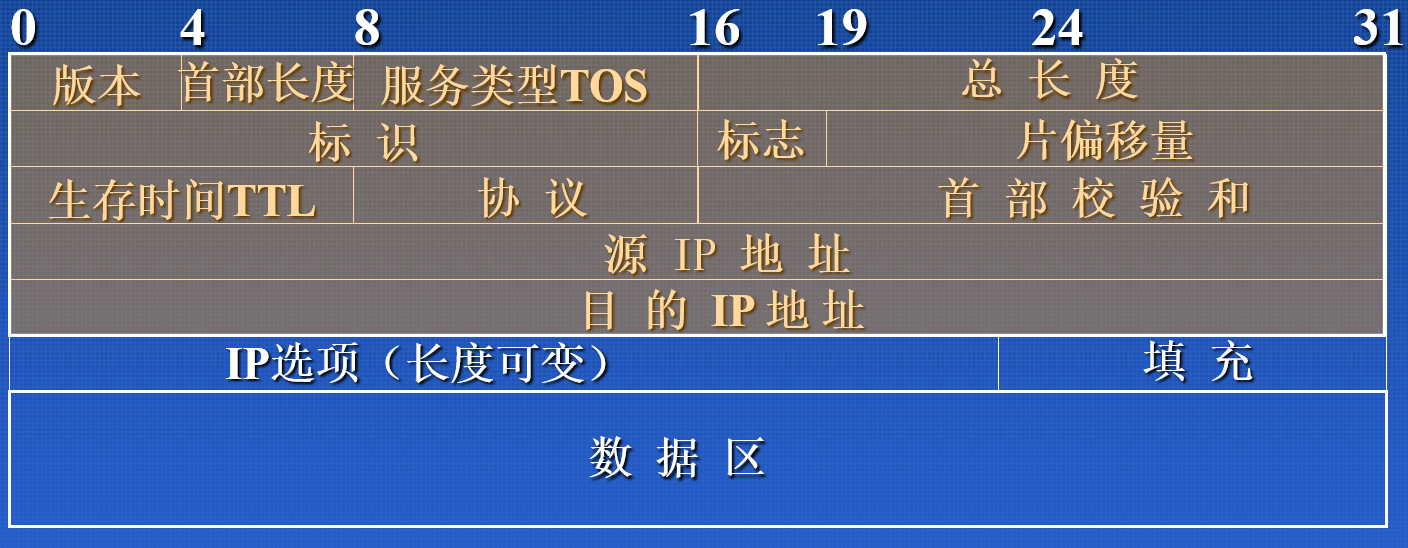 0 4 8 16 19 24 31
版本 首部长度 服务类型TOS 总 长 度
标 识 标志 片偏移量
生存时间TTL 协 议 首 部 校 验 和
源 IP 地 址
目 的 IP 地 址
IP选项（长度可变） 填 充
数 据 区